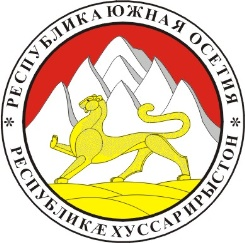 РЕСПУБЛИКА ЮЖНАЯ ОСЕТИЯ
РЕСПУБЛИКÆ ХУССАРИРЫСТОН